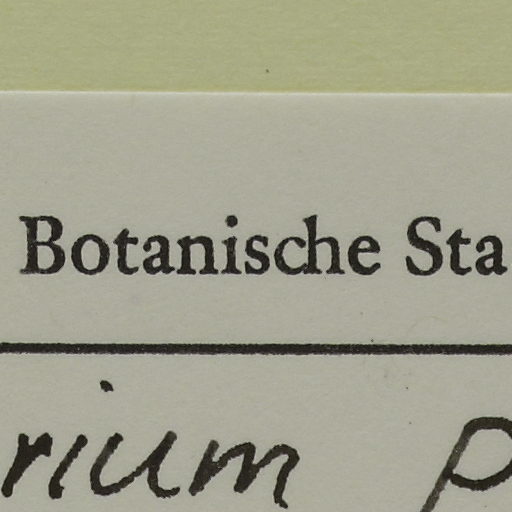 Botanische Sta
rium p